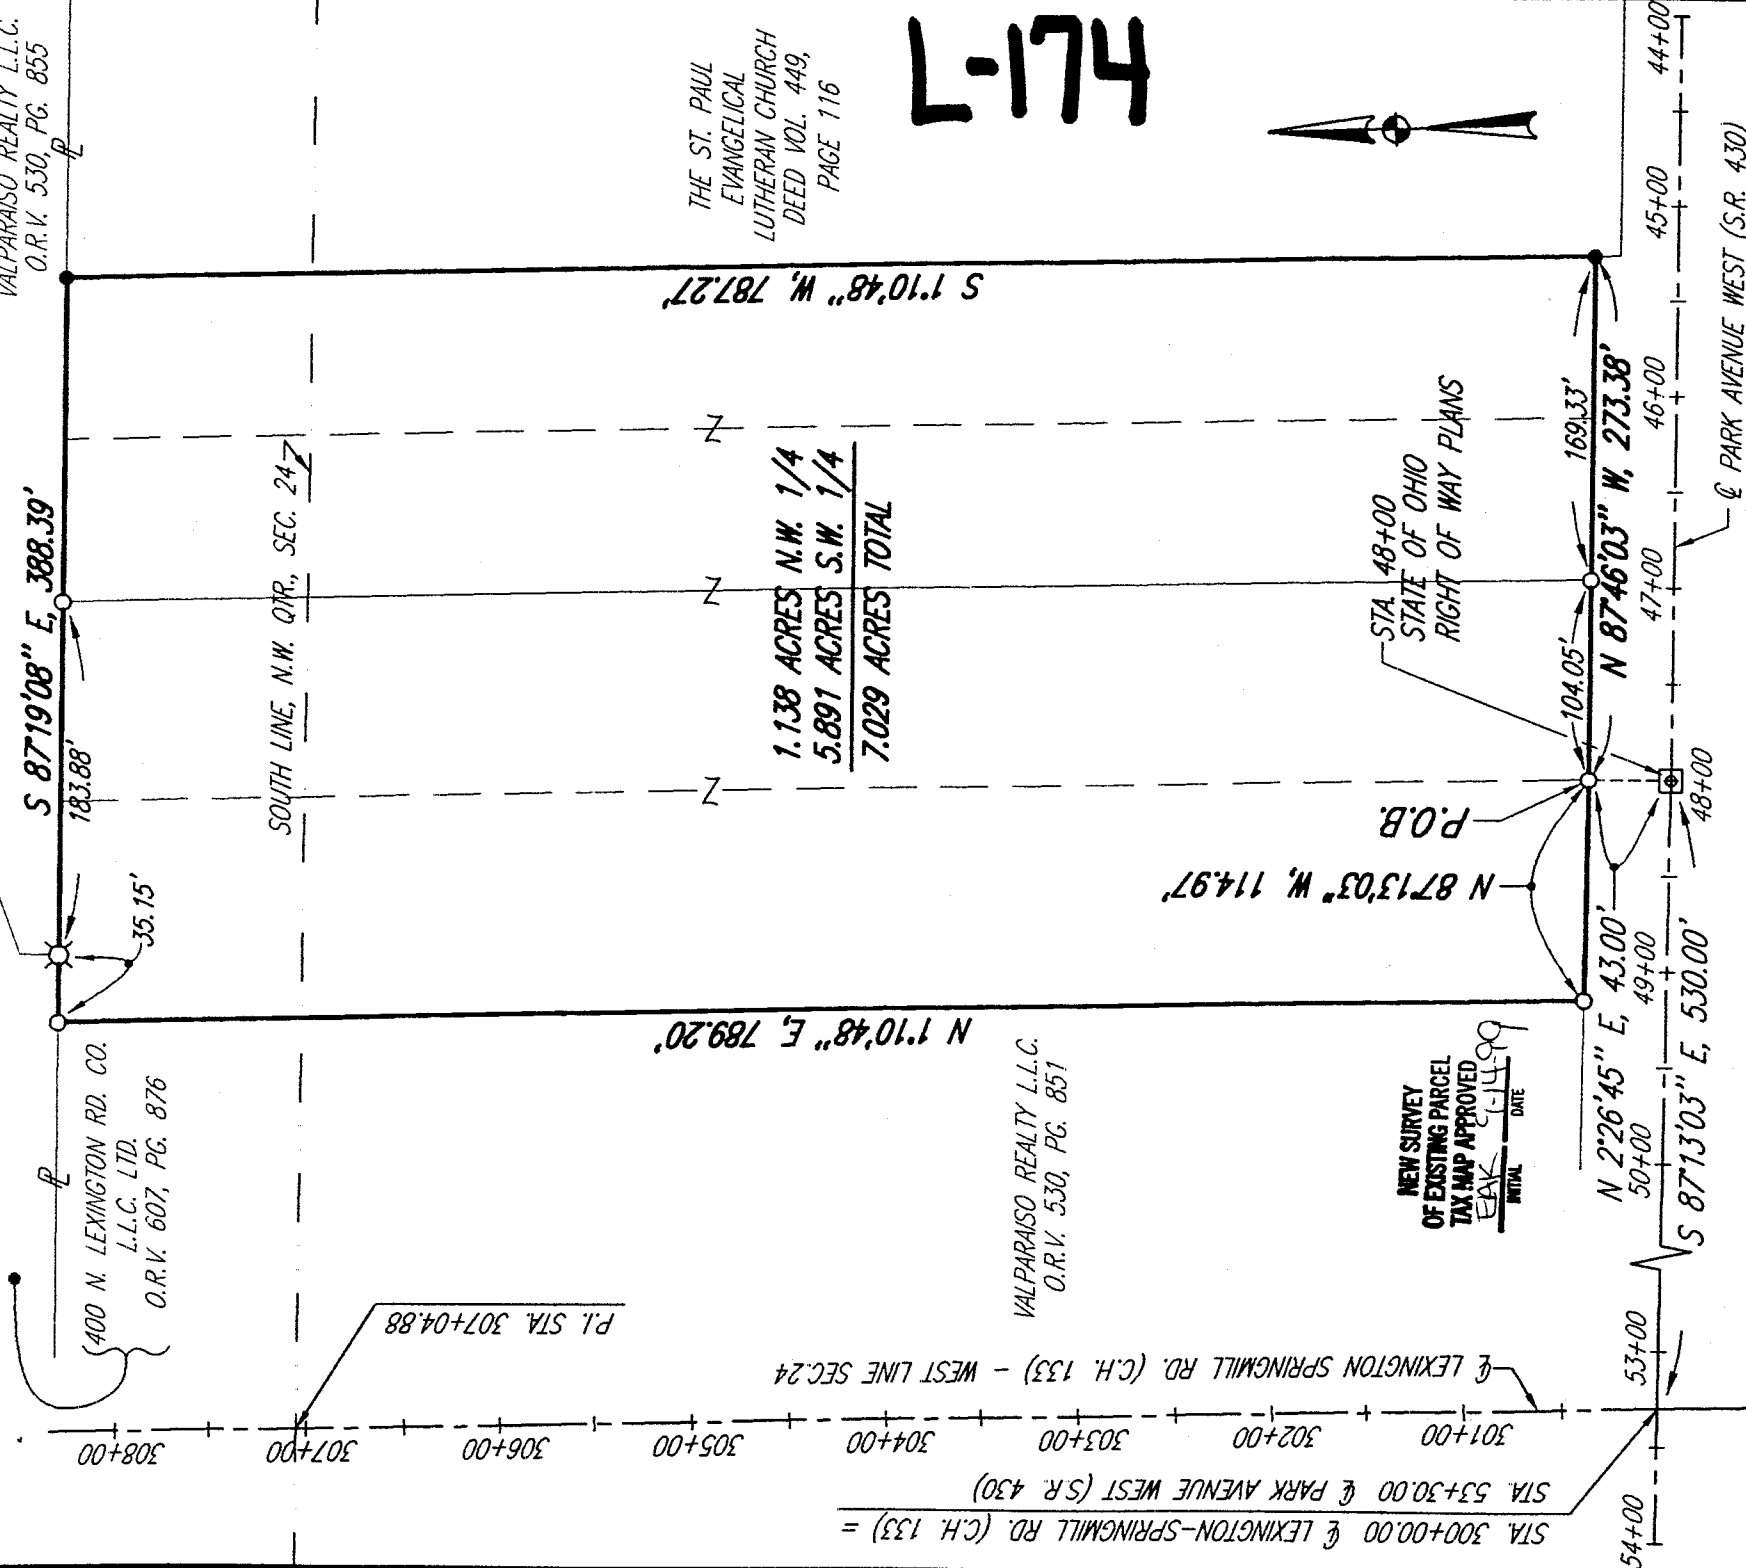 VALPARAISO REALTY L.L.C.
O.R.V. 530, PG. 855
THE ST. PAUL
EVANGELICAL
LUTHERAN CHURCH
DEED VOL. 449,
PAGE 116
L-174
S 87°19'08" E, 388.39'
183.88'
35.15'
SOUTH LINE, N.W. QTR., SEC. 24
S 1°10'48" W, 787.27'
1.138 ACRES N.W. 1/4
5.891 ACRES S.W. 1/4
7.029 ACRES TOTAL
STA. 48+00
STATE OF OHIO
RIGHT OF WAY PLANS
169.33'
104.05'
N 87°46'03" W, 273.38'
P.O.B.
N 87°13'03" W, 114.97'
N 1°10'48" E, 789.20'
N 2°26'45" E, 43.00'
S 87°13'03" E, 530.00'
℄ PARK AVENUE WEST (S.R. 430)
44+00
45+00
46+00
47+00
48+00
49+00
50+00
53+00
54+00
(400 N. LEXINGTON RD. CO.
L.L.C. LTD.
O.R.V. 607, PG. 876
VALPARAISO REALTY L.L.C.
O.R.V. 530, PG. 851
NEW SURVEY
OF EXISTING PARCEL
TAX MAP APPROVED
EAK 9-14-99
INITIAL DATE
P.I. STA. 307+04.88
℄ LEXINGTON SPRINGMILL RD. (C.H. 133) - WEST LINE SEC.24
308+00
307+00
306+00
305+00
304+00
303+00
302+00
301+00
STA. 300+00.00 ℄ LEXINGTON-SPRINGMILL RD. (C.H. 133) =
STA. 53+30.00 ℄ PARK AVENUE WEST (S.R. 430)